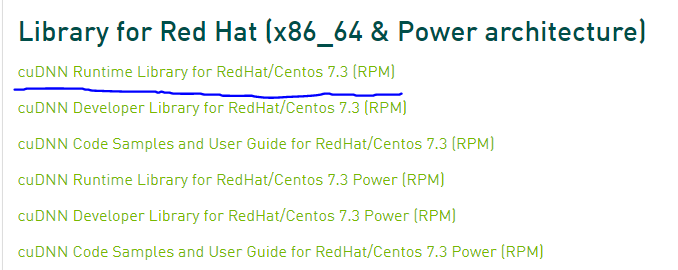 Library for Red Hat (x86_64 & Power architecture)
cuDNN Runtime Library for RedHat/Centos 7.3 (RPM)
cuDNN Developer Library for RedHat/Centos 7.3 (RPM)
cuDNN Code Samples and User Guide for RedHat/Centos 7.3 (RPM)
cuDNN Runtime Library for RedHat/Centos 7.3 Power (RPM)
cuDNN Developer Library for RedHat/Centos 7.3 Power (RPM)
cuDNN Code Samples and User Guide for RedHat/Centos 7.3 Power (RPM)